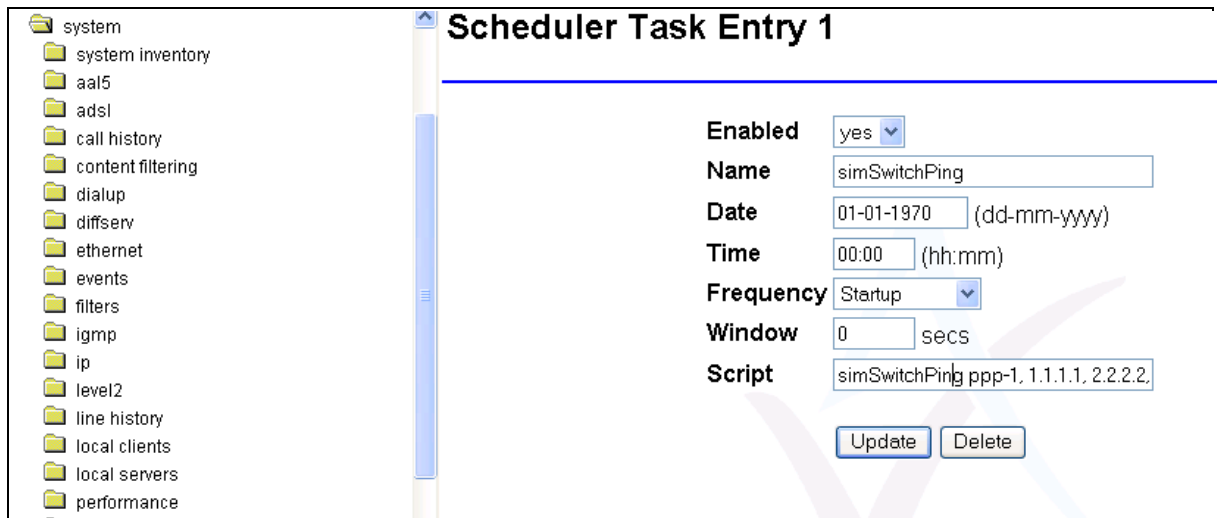 system
system inventory
aal5
adsl
call history
content filtering
dialup
diffserv
ethernet
events
filters
igmp
ip
level2
line history
local clients
local servers
performance
Scheduler Task Entry 1
Enabled yes
Name simSwitchPing
Date 01-01-1970 (dd-mm-yyyy)
Time 00:00 (hh:mm)
Frequency Startup
Window 0 secs
Script simSwitchPing ppp-1, 1.1.1.1, 2.2.2.2,
Update Delete